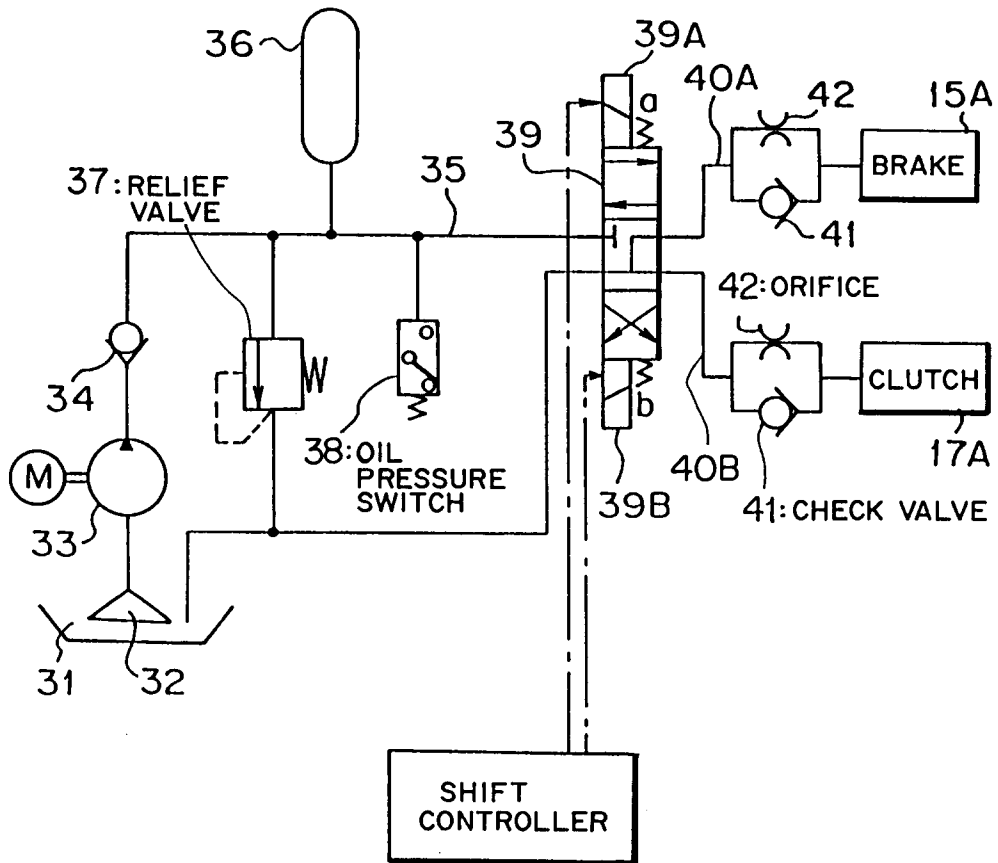 36
39A
40A
42
15A
a
39
BRAKE
37:RELIEF
VALVE
35
41
42:ORIFICE
34
CLUTCH
M
38:OIL
PRESSURE
SWITCH
b
40B
17A
39B
33
41:CHECK VALVE
31
32
SHIFT
CONTROLLER